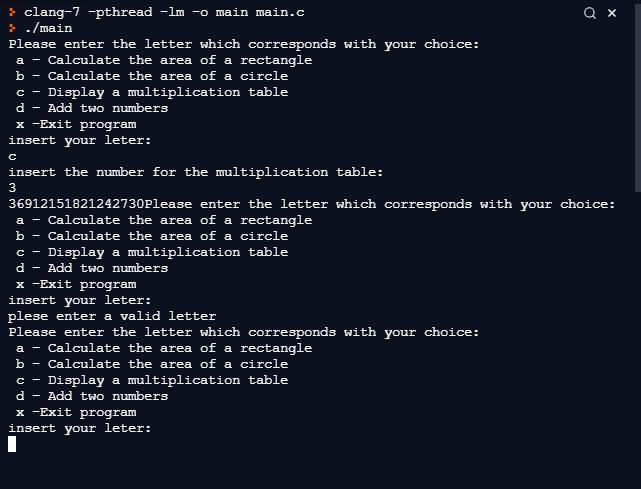 > clang-7 -pthread -lm -o main main.c
> ./main
Please enter the letter which corresponds with your choice:
 a - Calculate the area of a rectangle
 b - Calculate the area of a circle
 c - Display a multiplication table
 d - Add two numbers
 x -Exit program
insert your leter:
c
insert the number for the multiplication table:
3
36912151821242730Please enter the letter which corresponds with your choice:
 a - Calculate the area of a rectangle
 b - Calculate the area of a circle
 c - Display a multiplication table
 d - Add two numbers
 x -Exit program
insert your leter:
plese enter a valid letter
Please enter the letter which corresponds with your choice:
 a - Calculate the area of a rectangle
 b - Calculate the area of a circle
 c - Display a multiplication table
 d - Add two numbers
 x -Exit program
insert your leter: